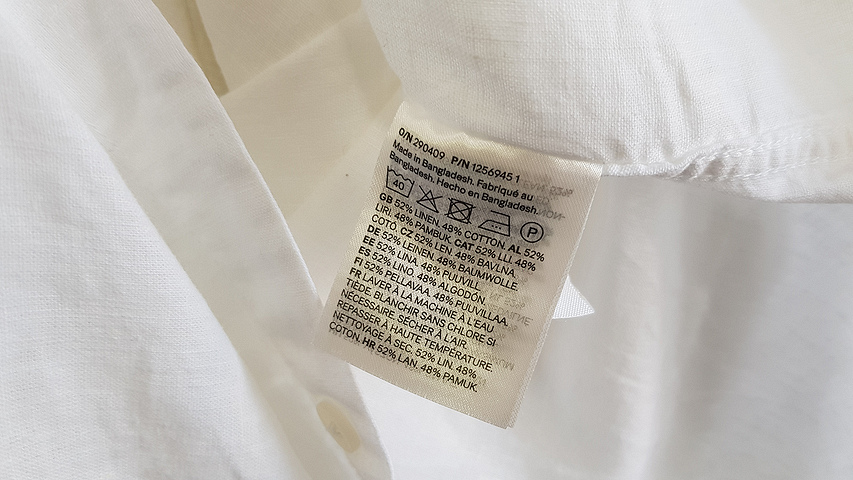 O/N 290409 P/N 1256945 1
Made in Bangladesh. Fabriqué au
Bangladesh. Hecho en Bangladesh.
40 P
GB 52% LINEN. 48% COTTON. AL 52%
LIRI. 48% PAMBUK. CAT 52% LLI. 48%
COTÓ. CZ 52% LEN. 48% BAVLNA.
DE 52% LEINEN. 48% BAUMWOLLE.
EE 52% LINA. 48% PUUVILL.
ES 52% LINO. 48% ALGODÓN.
FI 52% PELLAVAA. 48% PUUVILLAA.
FR LAVER À LA MACHINE À L'EAU
TIÈDE. BLANCHIR SANS CHLORE SI
NÉCESSAIRE. SÉCHER À L'AIR.
REPASSER À HAUTE TEMPÉRATURE.
NETTOYAGE À SEC. 52% LIN. 48%
COTON. HR 52% LAN. 48% PAMUK.